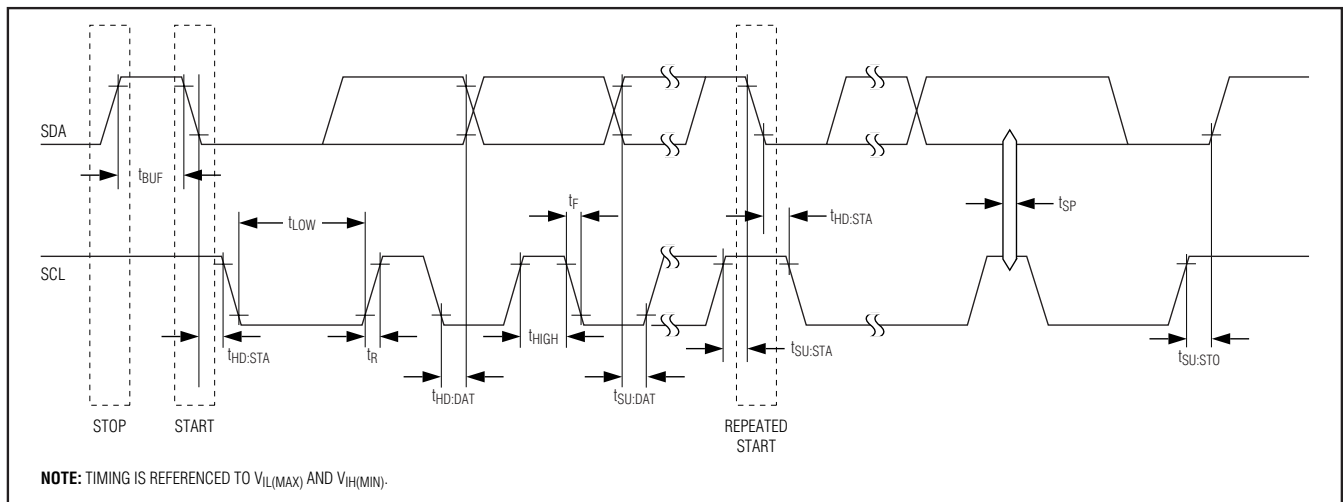 SDA
tBUF
tLOW
tF
tHD:STA
tSP
SCL
tHD:STA
tR
tHIGH
tHD:DAT
tSU:DAT
tSU:STA
tSU:STO
STOP
START
REPEATED
START
NOTE: TIMING IS REFERENCED TO VIL(MAX) AND VIH(MIN).